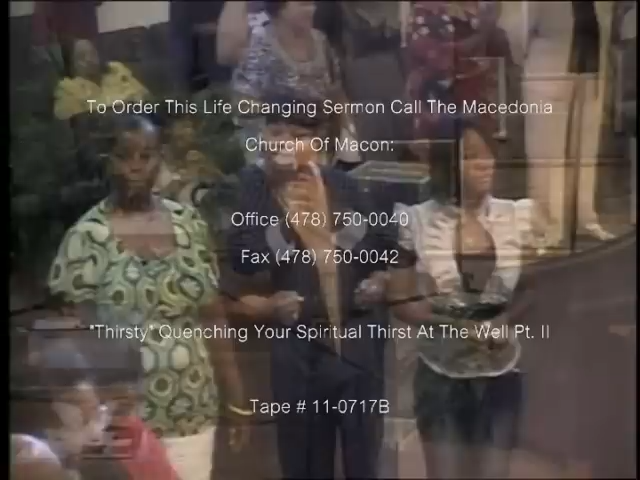 To Order This Life Changing Sermon Call The Macedonia
Church Of Macon:
Office (478) 750-0040
Fax (478) 750-0042
"Thirsty" Quenching Your Spiritual Thirst At The Well Pt. II
Tape # 11-0717B